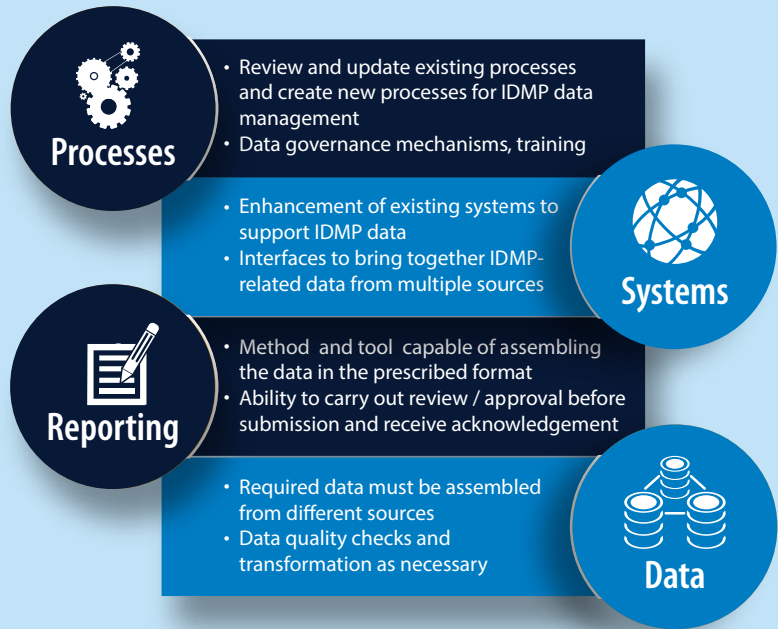 Processes
• Review and update existing processes
and create new processes for IDMP data
management
• Data governance mechanisms, training
• Enhancement of existing systems to
support IDMP data
• Interfaces to bring together IDMP-
related data from multiple sources
Systems
Reporting
• Method and tool capable of assembling
the data in the prescribed format
• Ability to carry out review / approval before
submission and receive acknowledgement
• Required data must be assembled
from different sources
• Data quality checks and
transformation as necessary
Data